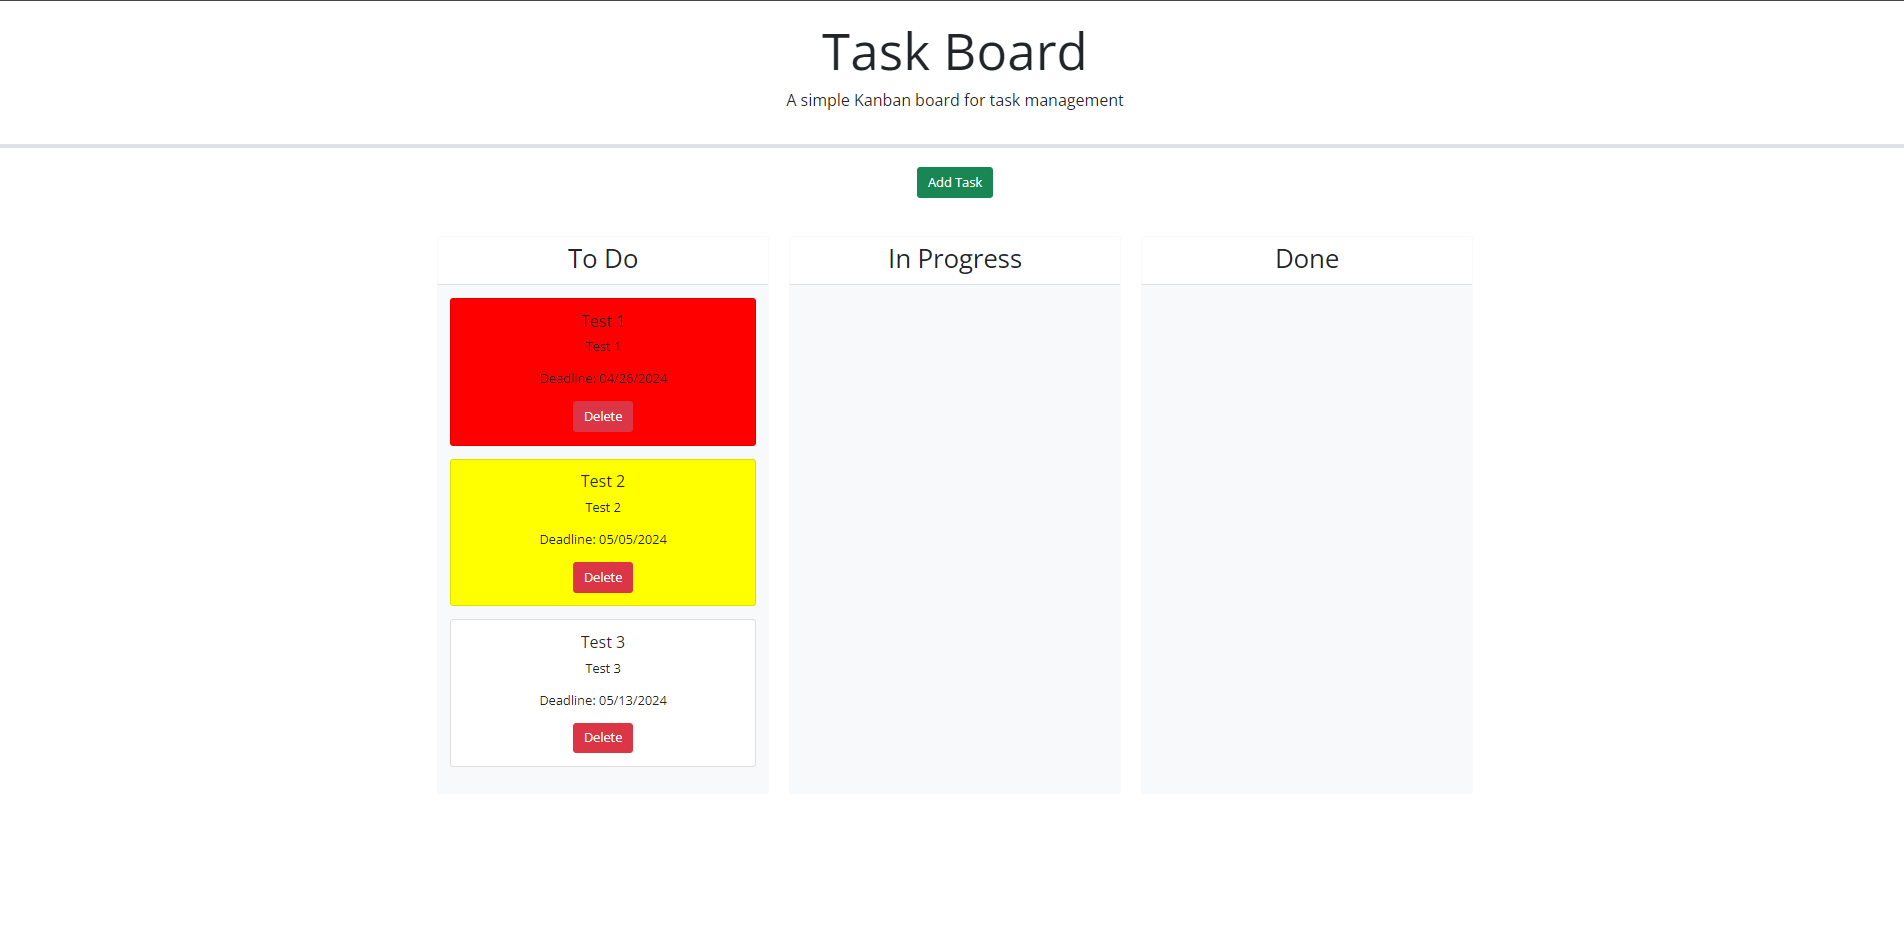 Task Board
A simple Kanban board for task management
Add Task
To Do
Test 1
Test 1
Deadline: 04/26/2024
Delete
Test 2
Test 2
Deadline: 05/05/2024
Delete
Test 3
Test 3
Deadline: 05/13/2024
Delete
In Progress
Done